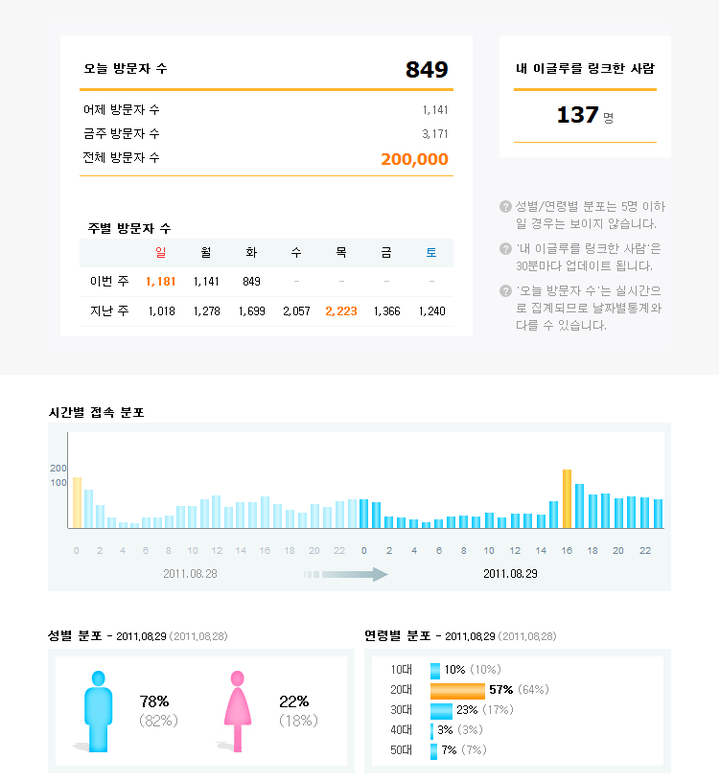 오늘 방문자 수 849
어제 방문자 수 1,141
금주 방문자 수 3,171
전체 방문자 수 200,000
내 이글루를 링크한 사람
137 명
주별 방문자 수
일 월 화 수 목 금 토
이번 주 1,181 1,141 849 - - - -
지난 주 1,018 1,278 1,699 2,057 2,223 1,366 1,240
? 성별/연령별 분포는 5명 이하
일 경우는 보이지 않습니다.
? '내 이글루를 링크한 사람'은
30분마다 업데이트 됩니다.
? '오늘 방문자 수'는 실시간으
로 집계되므로 날짜별통계와
다를 수 있습니다.
시간별 접속 분포
200
100
0 2 4 6 8 10 12 14 16 18 20 22 0 2 4 6 8 10 12 14 16 18 20 22
2011.08.28 2011.08.29
성별 분포 - 2011.08.29 (2011.08.28)
78% 22%
(82%) (18%)
연령별 분포 - 2011.08.29 (2011.08.28)
10대 10% (10%)
20대 57% (64%)
30대 23% (17%)
40대 3% (3%)
50대 7% (7%)